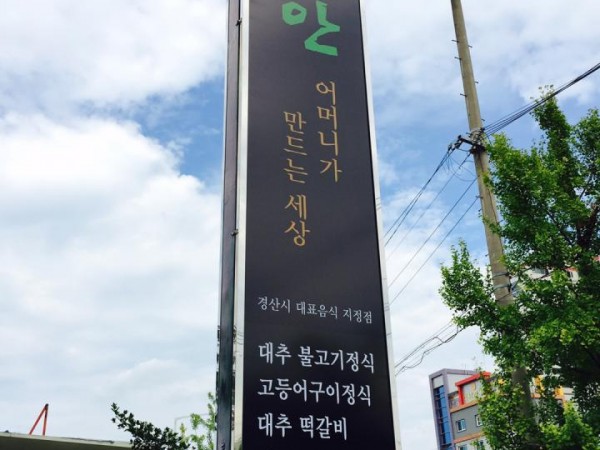 안
어머니가
만드는 세상
경산시 대표음식 지정점
대추 불고기정식
고등어구이정식
대추 떡갈비